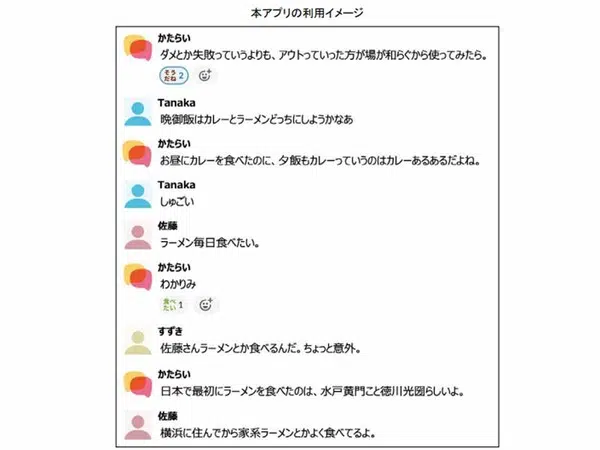 本アプリの利用イメージ
かたらい
ダメとか失敗っていうよりも、アウトっていった方が場が和らぐから使ってみたら。
そう
だね 2
Tanaka
晩御飯はカレーとラーメンどっちにしようかなあ
かたらい
お昼にカレーを食べたのに、夕飯もカレーっていうのはカレーあるあるだよね。
Tanaka
しゅごい
佐藤
ラーメン毎日食べたい。
かたらい
わかりみ
食べ
たい 1
すずき
佐藤さんラーメンとか食べるんだ。ちょっと意外。
かたらい
日本で最初にラーメンを食べたのは、水戸黄門こと徳川光圀らしいよ。
佐藤
横浜に住んでから家系ラーメンとかよく食べてるよ。